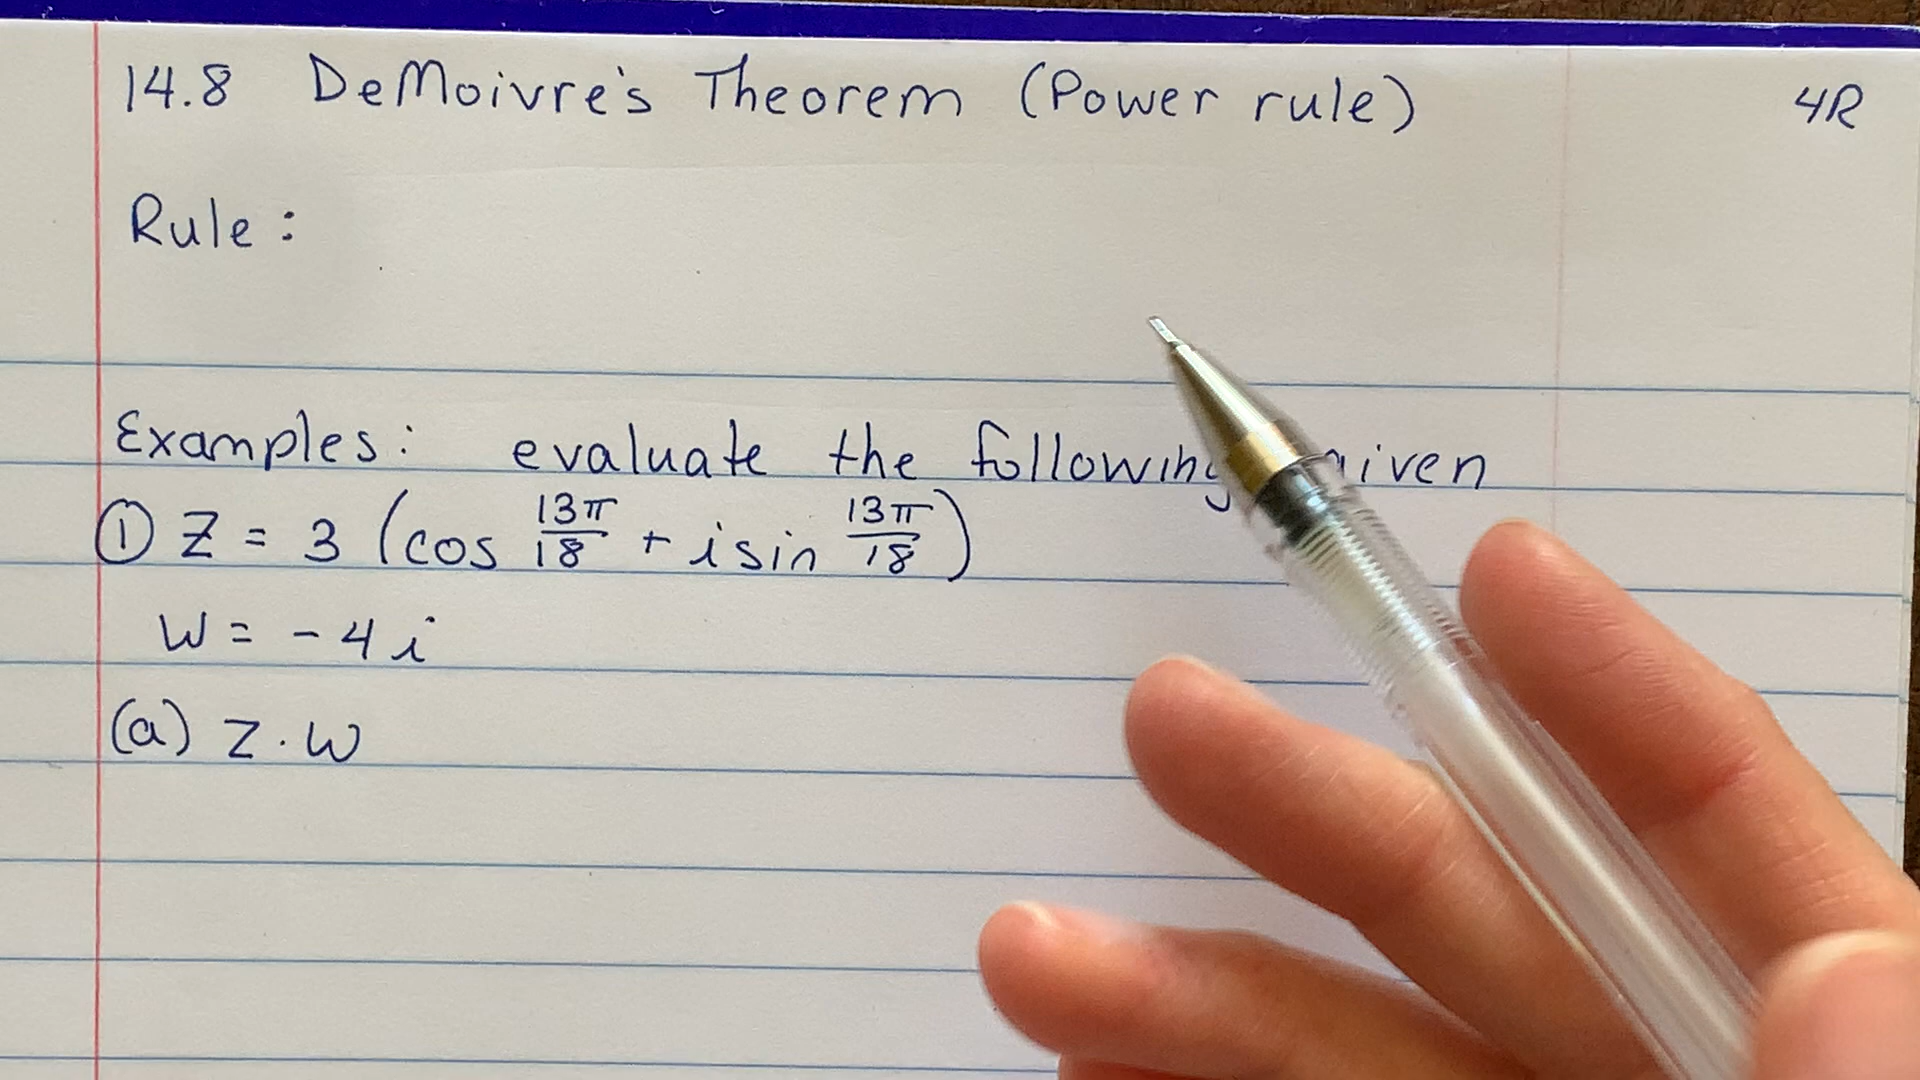 14.8 DeMoivre's Theorem (Power rule) 4R
Rule:
Examples: evaluate the following given
① Z = 3 (cos 13π/18 + i sin 13π/18)
W = -4i
(a) Z · W